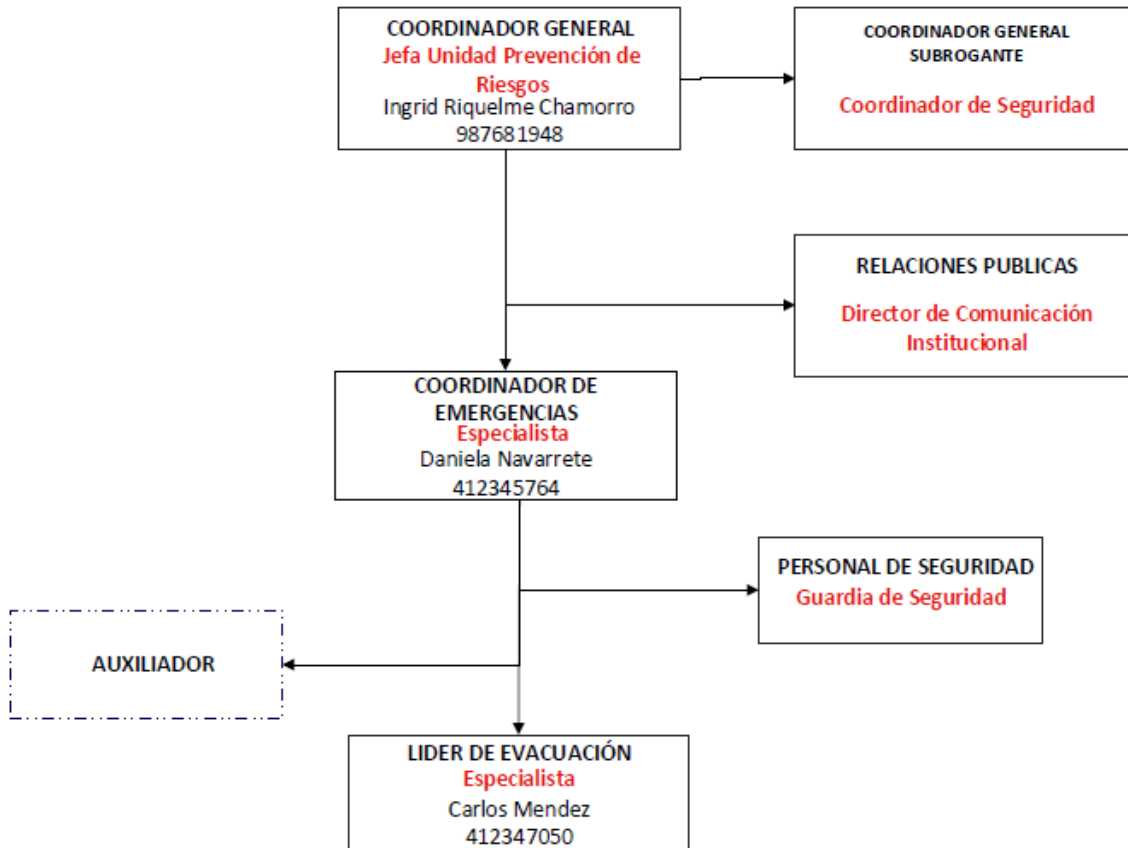 COORDINADOR GENERAL
Jefa Unidad Prevención de
Riesgos
Ingrid Riquelme Chamorro
987681948
COORDINADOR GENERAL
SUBROGANTE
Coordinador de Seguridad
RELACIONES PUBLICAS
Director de Comunicación
Institucional
COORDINADOR DE
EMERGENCIAS
Especialista
Daniela Navarrete
412345764
PERSONAL DE SEGURIDAD
Guardia de Seguridad
AUXILIADOR
LIDER DE EVACUACIÓN
Especialista
Carlos Mendez
412347050